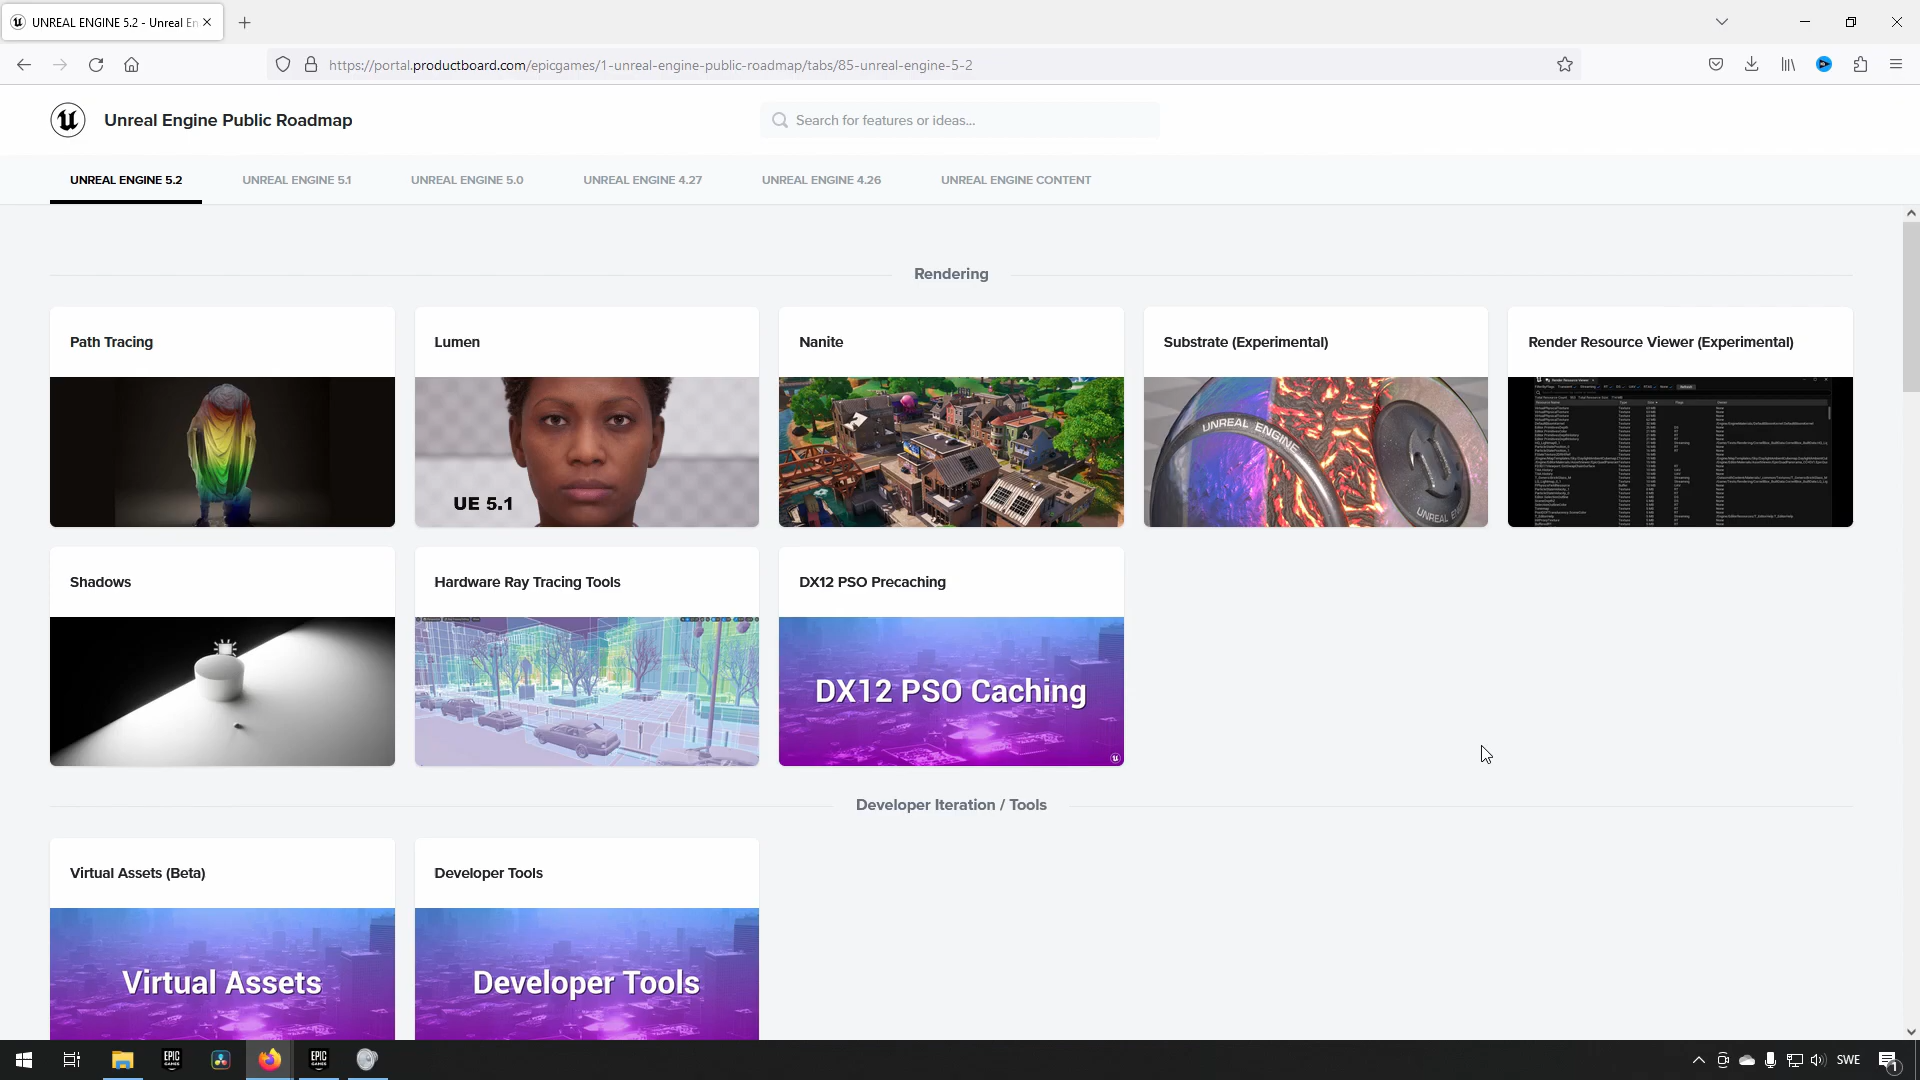 UNREAL ENGINE 5.2 - Unreal En
https://portal.productboard.com/epicgames/1-unreal-engine-public-roadmap/tabs/85-unreal-engine-5-2
Unreal Engine Public Roadmap
Search for features or ideas...
UNREAL ENGINE 5.2
UNREAL ENGINE 5.1
UNREAL ENGINE 5.0
UNREAL ENGINE 4.27
UNREAL ENGINE 4.26
UNREAL ENGINE CONTENT
Rendering
Path Tracing
Lumen
Nanite
Substrate (Experimental)
Render Resource Viewer (Experimental)
UE 5.1
UNREAL ENGINE
UNREAL EN
Shadows
Hardware Ray Tracing Tools
DX12 PSO Precaching
DX12 PSO Caching
Developer Iteration / Tools
Virtual Assets (Beta)
Developer Tools
Virtual Assets
Developer Tools
EPIC
GAMES
EPIC
GAMES
SWE
1